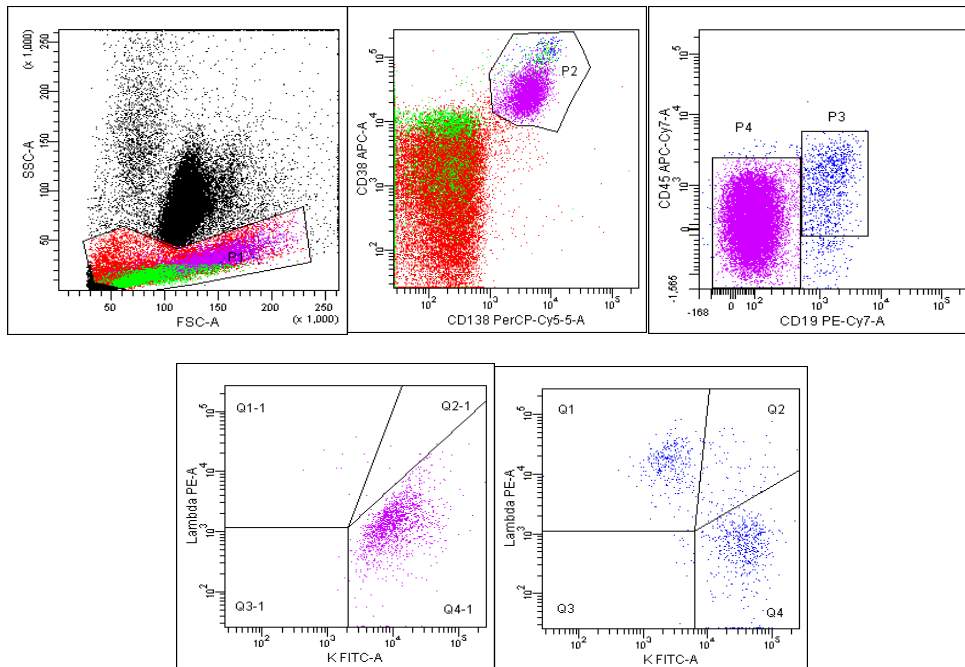 (x 1,000)
SSC-A
250
200
150
100
50
P1
50 100 150 200 250
FSC-A
(x 1,000)
CD38 APC-A
10^5
10^4
10^3
10^2
P2
10^2 10^3 10^4 10^5
CD138 PerCP-Cy5-5-A
CD45 APC-Cy7-A
10^5
10^4
10^3
0
-1,566
P4
P3
-168
0 10^2 10^3 10^4 10^5
CD19 PE-Cy7-A
Lambda PE-A
10^5
10^4
10^3
10^2
Q1-1
Q2-1
Q3-1
Q4-1
10^2 10^3 10^4 10^5
K FITC-A
Lambda PE-A
10^5
10^4
10^3
10^2
Q1
Q2
Q3
Q4
10^2 10^3 10^4 10^5
K FITC-A